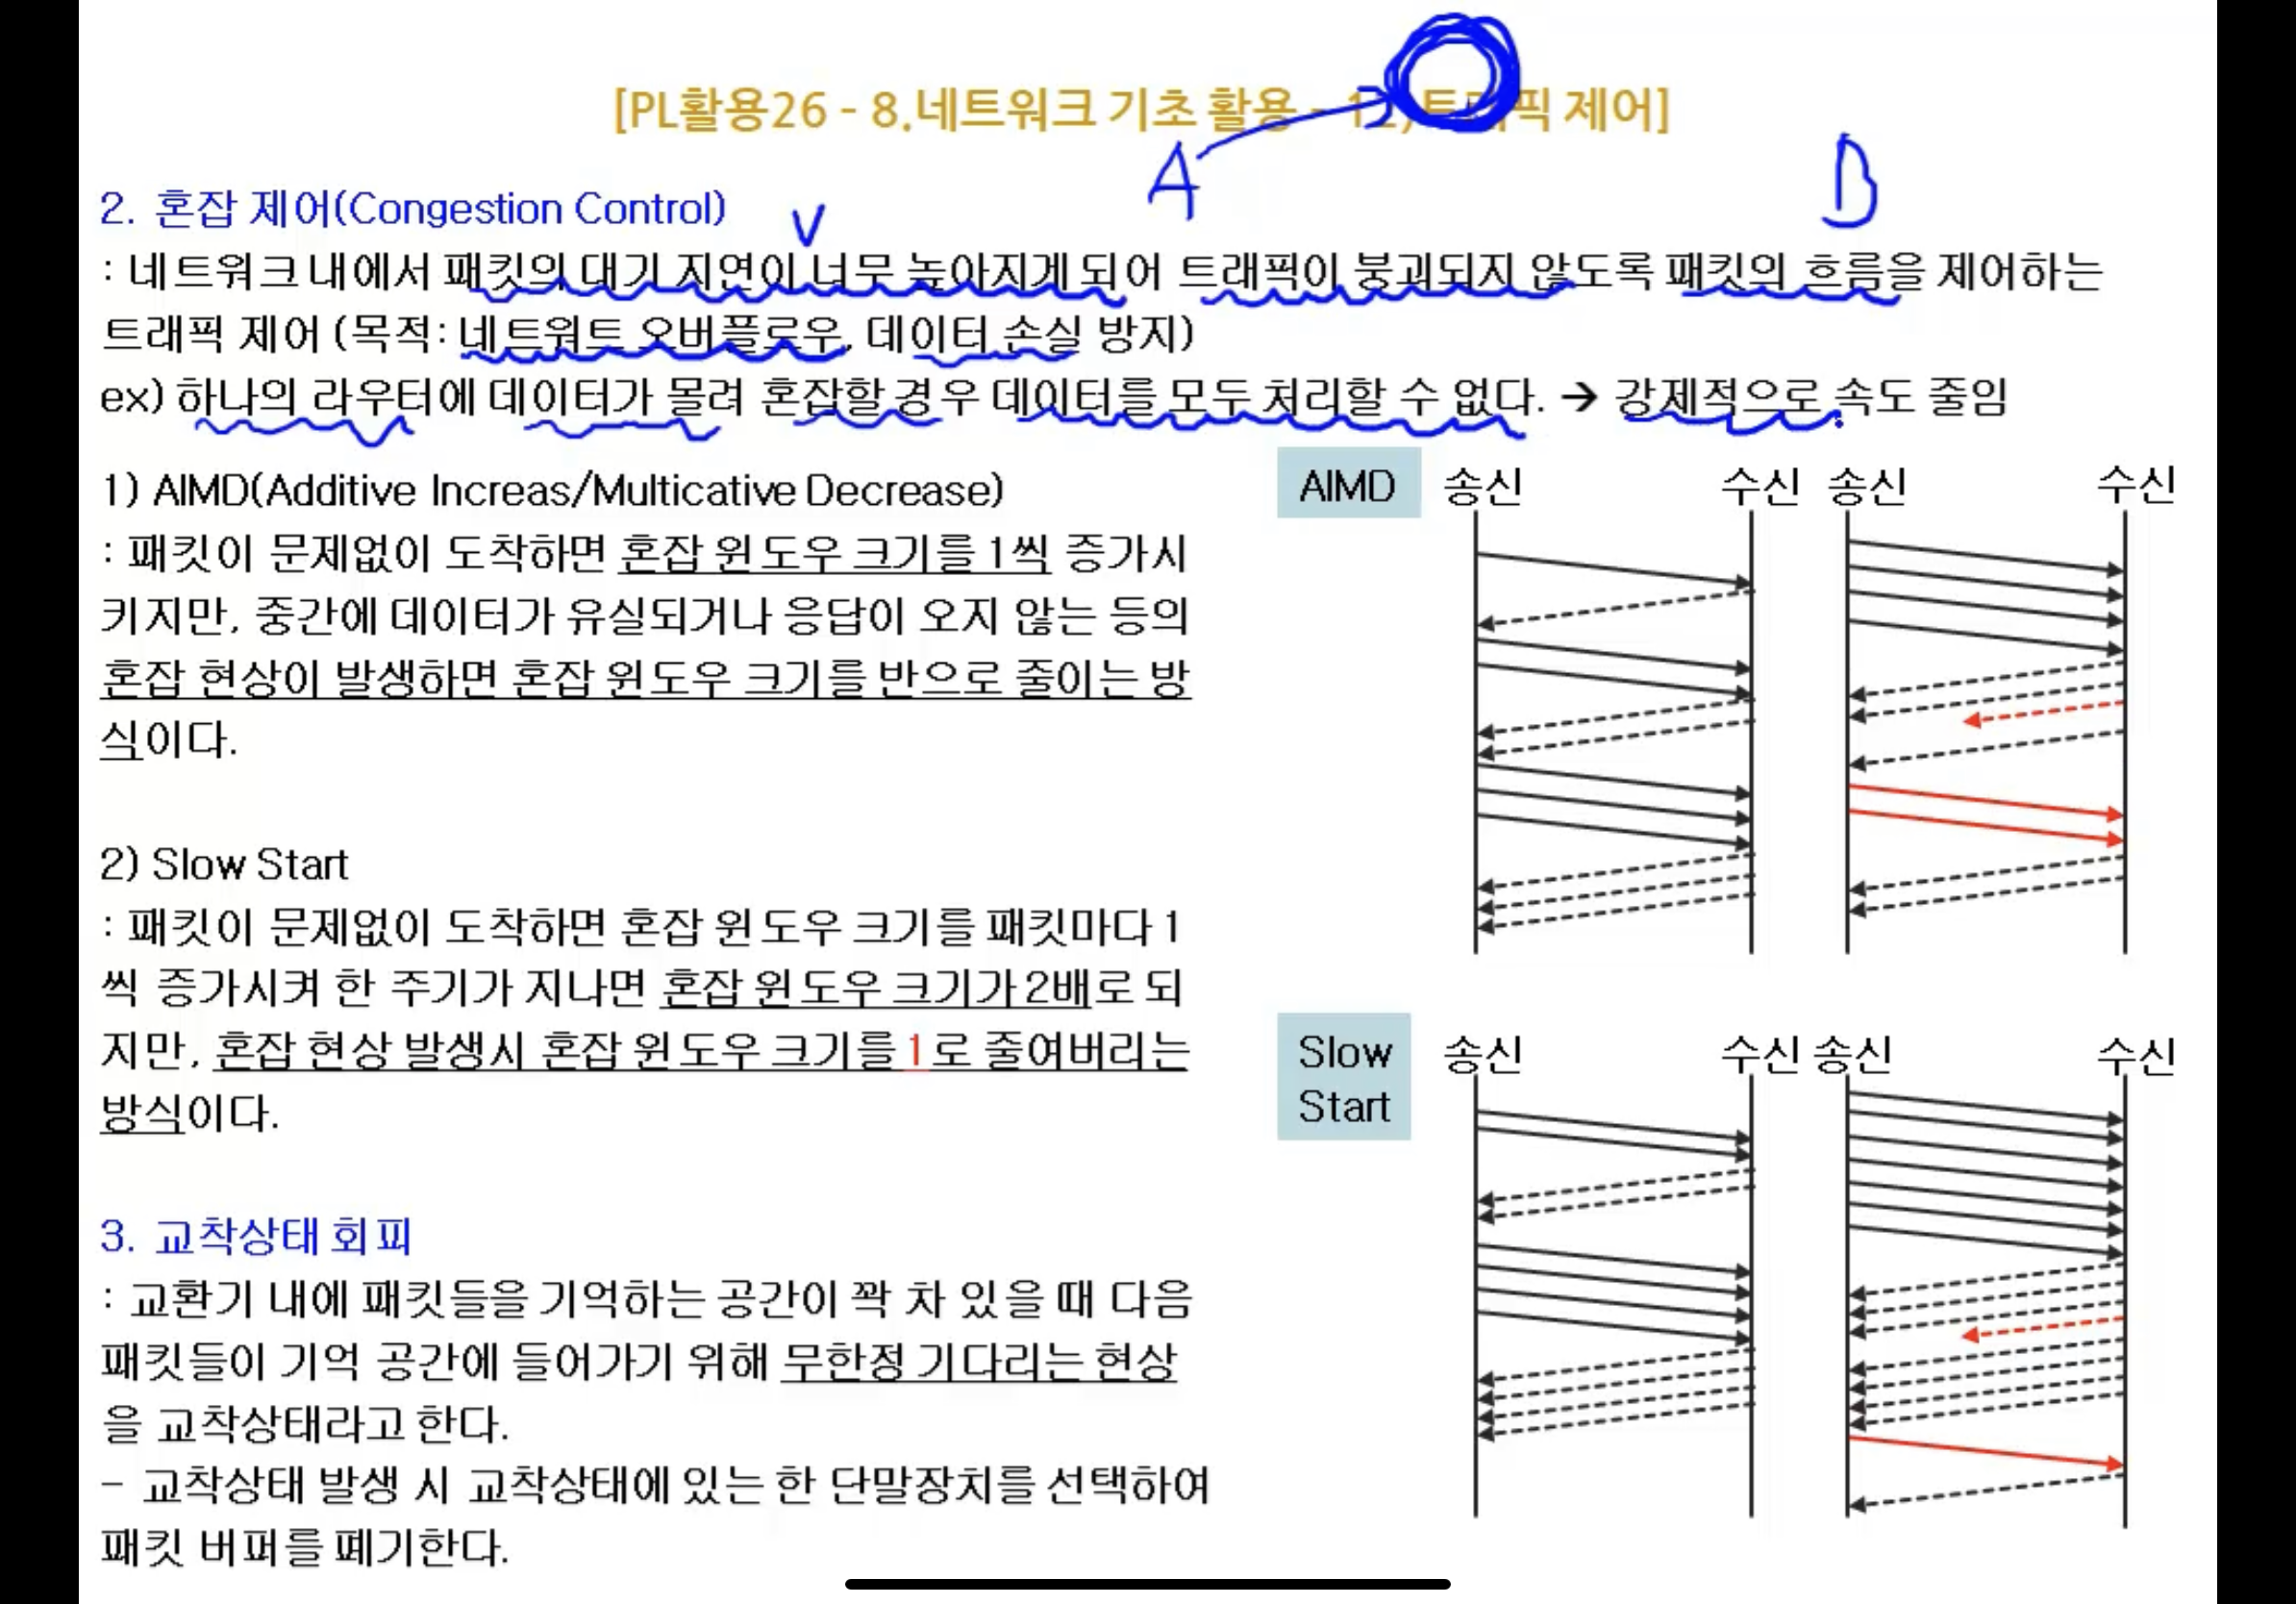 [PL활용26 - 8.네트워크 기초 활용 - 12) 트래픽 제어]
A
B
2. 혼잡 제어(Congestion Control)
V
: 네트워크 내에서 패킷의 대기 지연이 너무 높아지게 되어 트래픽이 붕괴되지 않도록 패킷의 흐름을 제어하는
트래픽 제어 (목적: 네트워트 오버플로우, 데이터 손실 방지)
ex) 하나의 라우터에 데이터가 몰려 혼잡할 경우 데이터를 모두 처리할 수 없다. → 강제적으로 속도 줄임
1) AIMD(Additive Increas/Multicative Decrease)
: 패킷이 문제없이 도착하면 혼잡 윈도우 크기를 1씩 증가시
키지만, 중간에 데이터가 유실되거나 응답이 오지 않는 등의
혼잡 현상이 발생하면 혼잡 윈도우 크기를 반으로 줄이는 방
식이다.
2) Slow Start
: 패킷이 문제없이 도착하면 혼잡 윈도우 크기를 패킷마다 1
씩 증가시켜 한 주기가 지나면 혼잡 윈도우 크기가 2배로 되
지만, 혼잡 현상 발생시 혼잡 윈도우 크기를 1로 줄여버리는
방식이다.
3. 교착상태 회피
: 교환기 내에 패킷들을 기억하는 공간이 꽉 차 있을 때 다음
패킷들이 기억 공간에 들어가기 위해 무한정 기다리는 현상
을 교착상태라고 한다.
- 교착상태 발생 시 교착상태에 있는 한 단말장치를 선택하여
패킷 버퍼를 폐기한다.
AIMD 송신 수신 송신 수신
Slow 송신 수신 송신 수신
Start